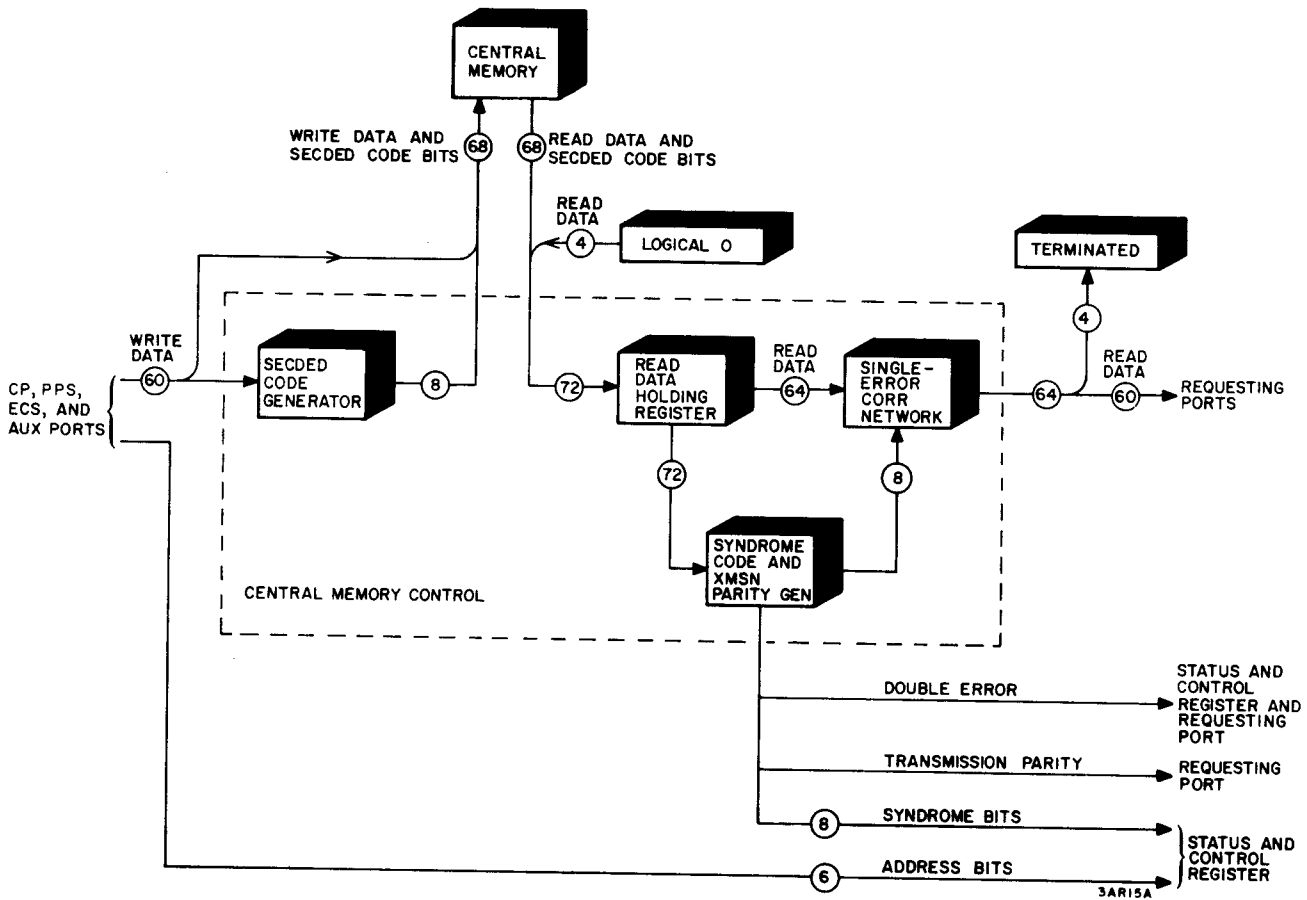 CENTRAL
MEMORY
WRITE DATA AND
SECDED CODE BITS
68
68
READ DATA AND
SECDED CODE BITS
READ
DATA
4
LOGICAL O
TERMINATED
4
WRITE
DATA
60
CP, PPS,
ECS, AND
AUX PORTS
SECDED
CODE
GENERATOR
8
72
READ
DATA
HOLDING
REGISTER
READ
DATA
64
SINGLE-
ERROR
CORR
NETWORK
64
READ
DATA
60
REQUESTING
PORTS
72
8
SYNDROME
CODE AND
XMSN
PARITY GEN
CENTRAL MEMORY CONTROL
DOUBLE ERROR
STATUS AND
CONTROL
REGISTER AND
REQUESTING
PORT
TRANSMISSION PARITY
REQUESTING
PORT
8
SYNDROME BITS
6
ADDRESS BITS
STATUS AND
CONTROL
REGISTER
3AR15A